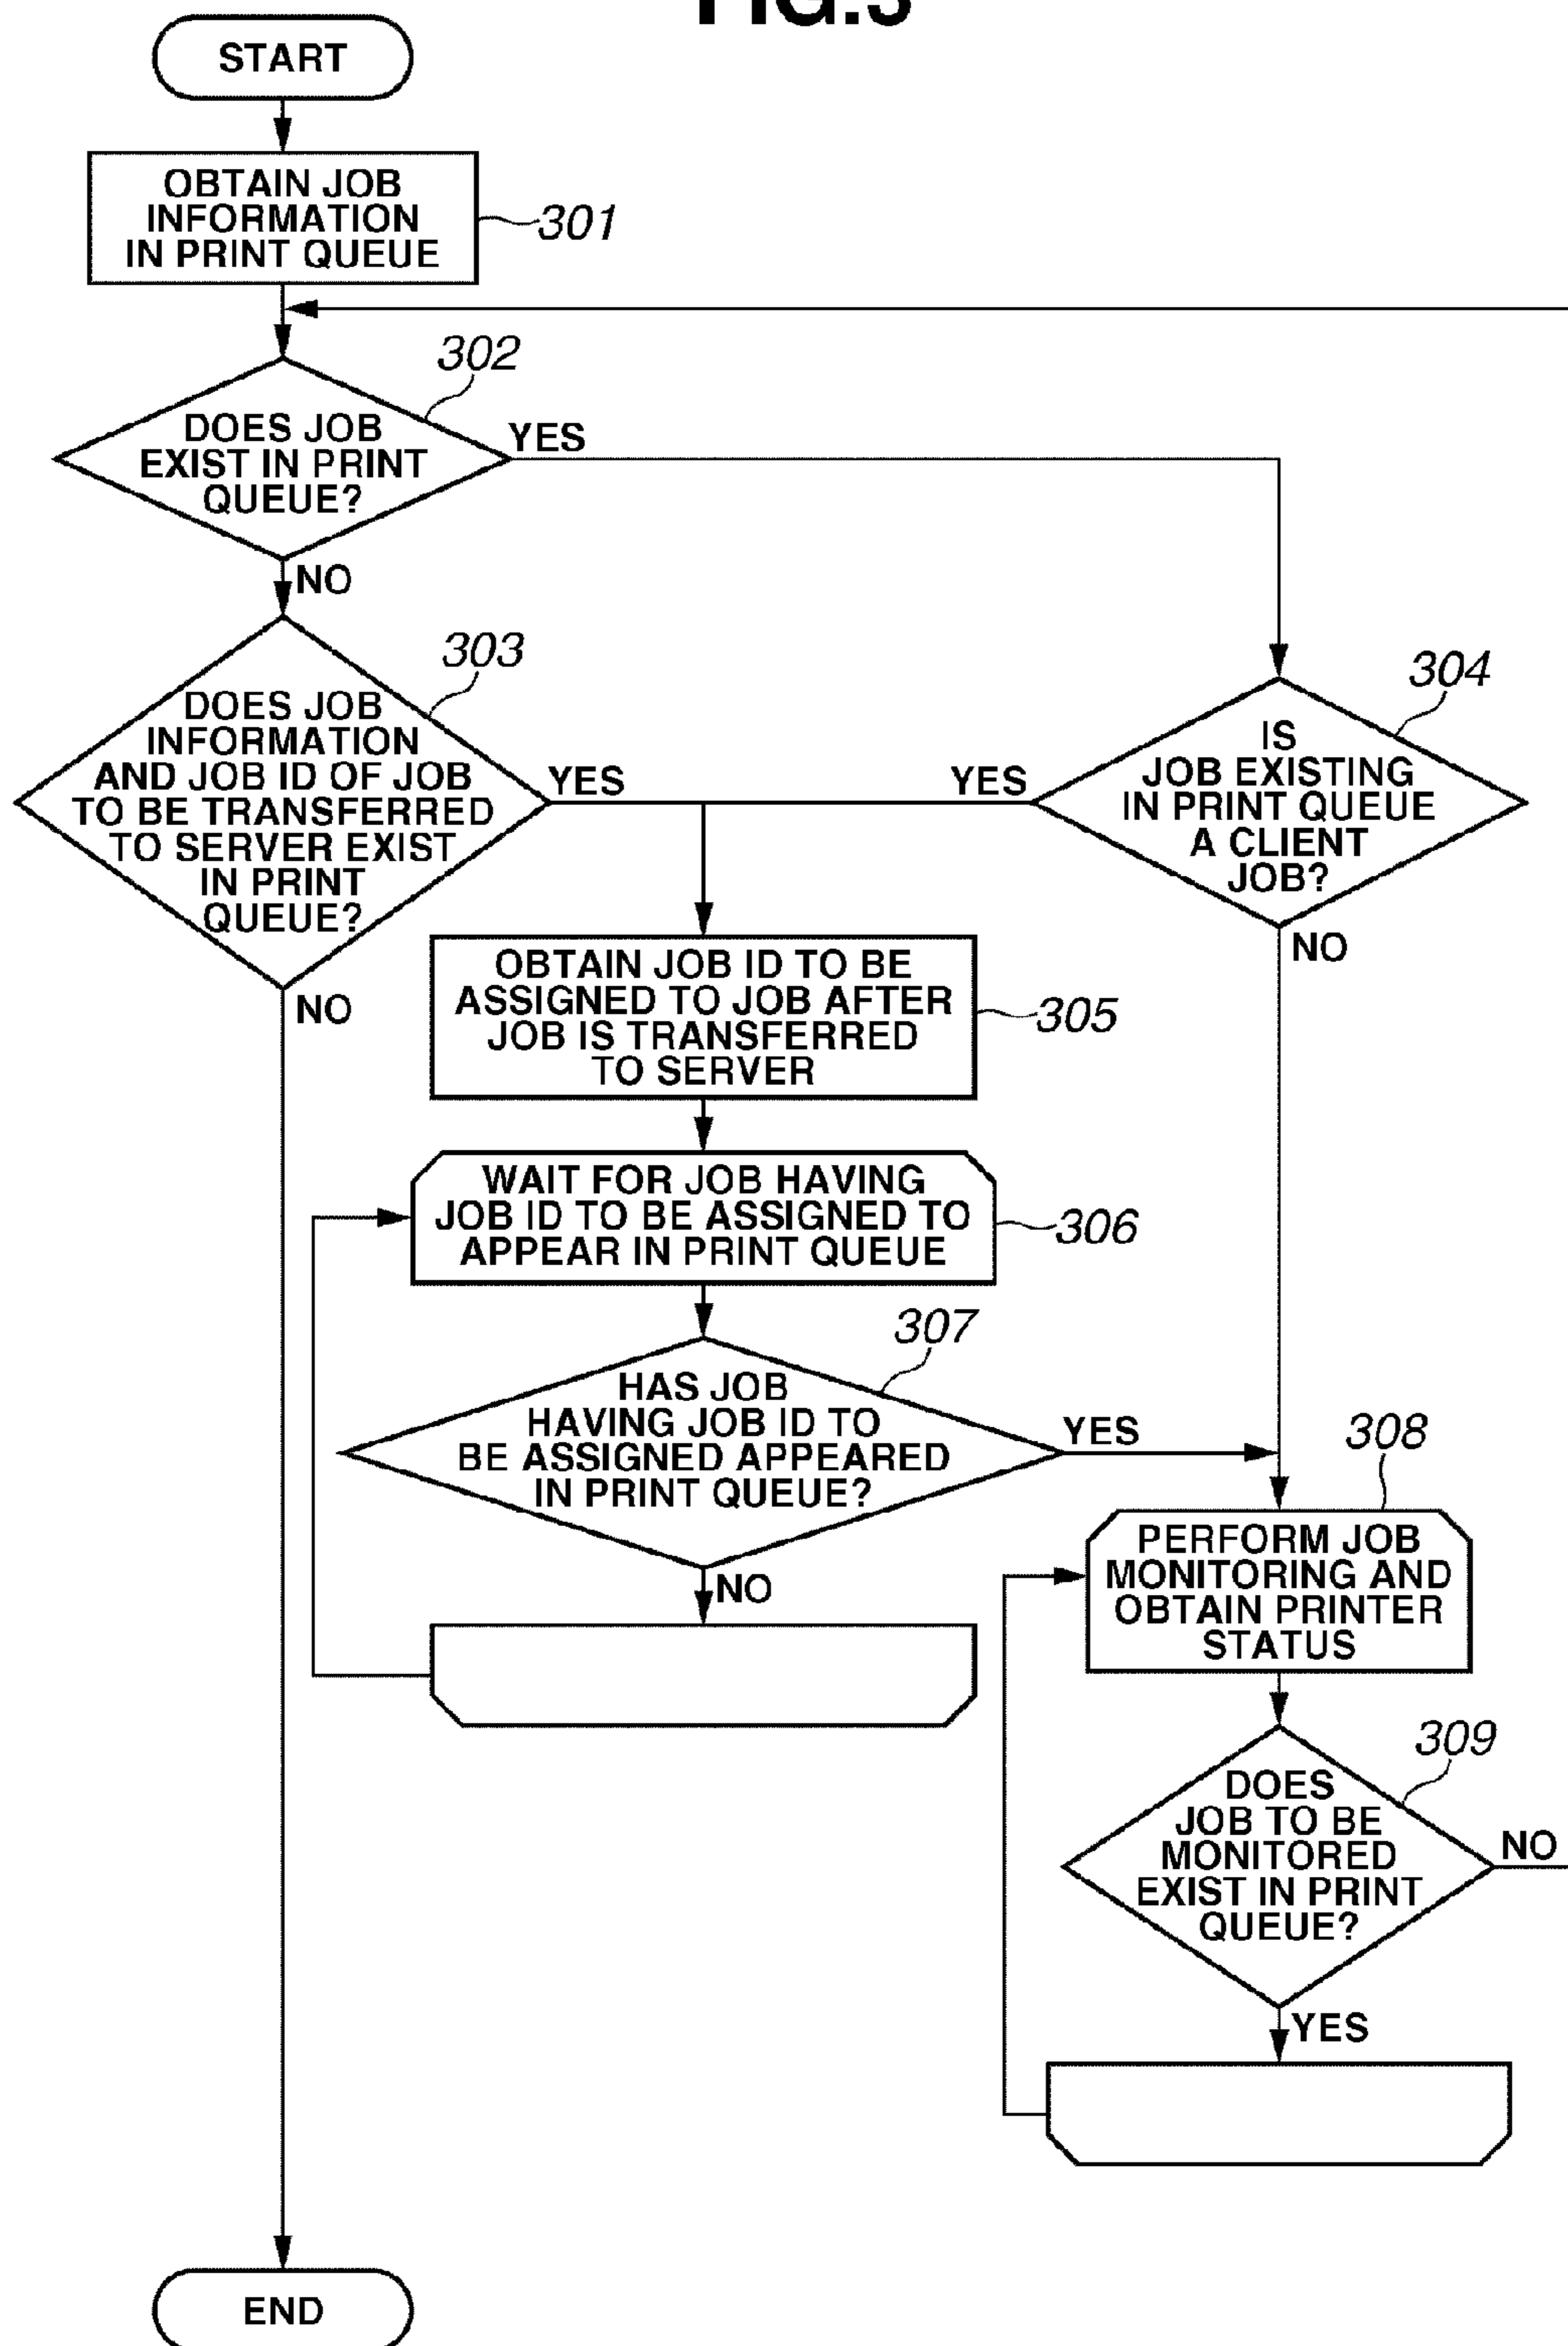 FIG.3
START
OBTAIN JOB
INFORMATION
IN PRINT QUEUE
301
302
DOES JOB
EXIST IN PRINT
QUEUE?
YES
NO
303
DOES JOB
INFORMATION
AND JOB ID OF JOB
TO BE TRANSFERRED
TO SERVER EXIST
IN PRINT
QUEUE?
YES
NO
304
IS
JOB EXISTING
IN PRINT QUEUE
A CLIENT
JOB?
YES
NO
OBTAIN JOB ID TO BE
ASSIGNED TO JOB AFTER
JOB IS TRANSFERRED
TO SERVER
305
WAIT FOR JOB HAVING
JOB ID TO BE ASSIGNED TO
APPEAR IN PRINT QUEUE
306
307
HAS JOB
HAVING JOB ID TO
BE ASSIGNED APPEARED
IN PRINT QUEUE?
YES
NO
308
PERFORM JOB
MONITORING AND
OBTAIN PRINTER
STATUS
309
DOES
JOB TO BE
MONITORED
EXIST IN PRINT
QUEUE?
NO
YES
END